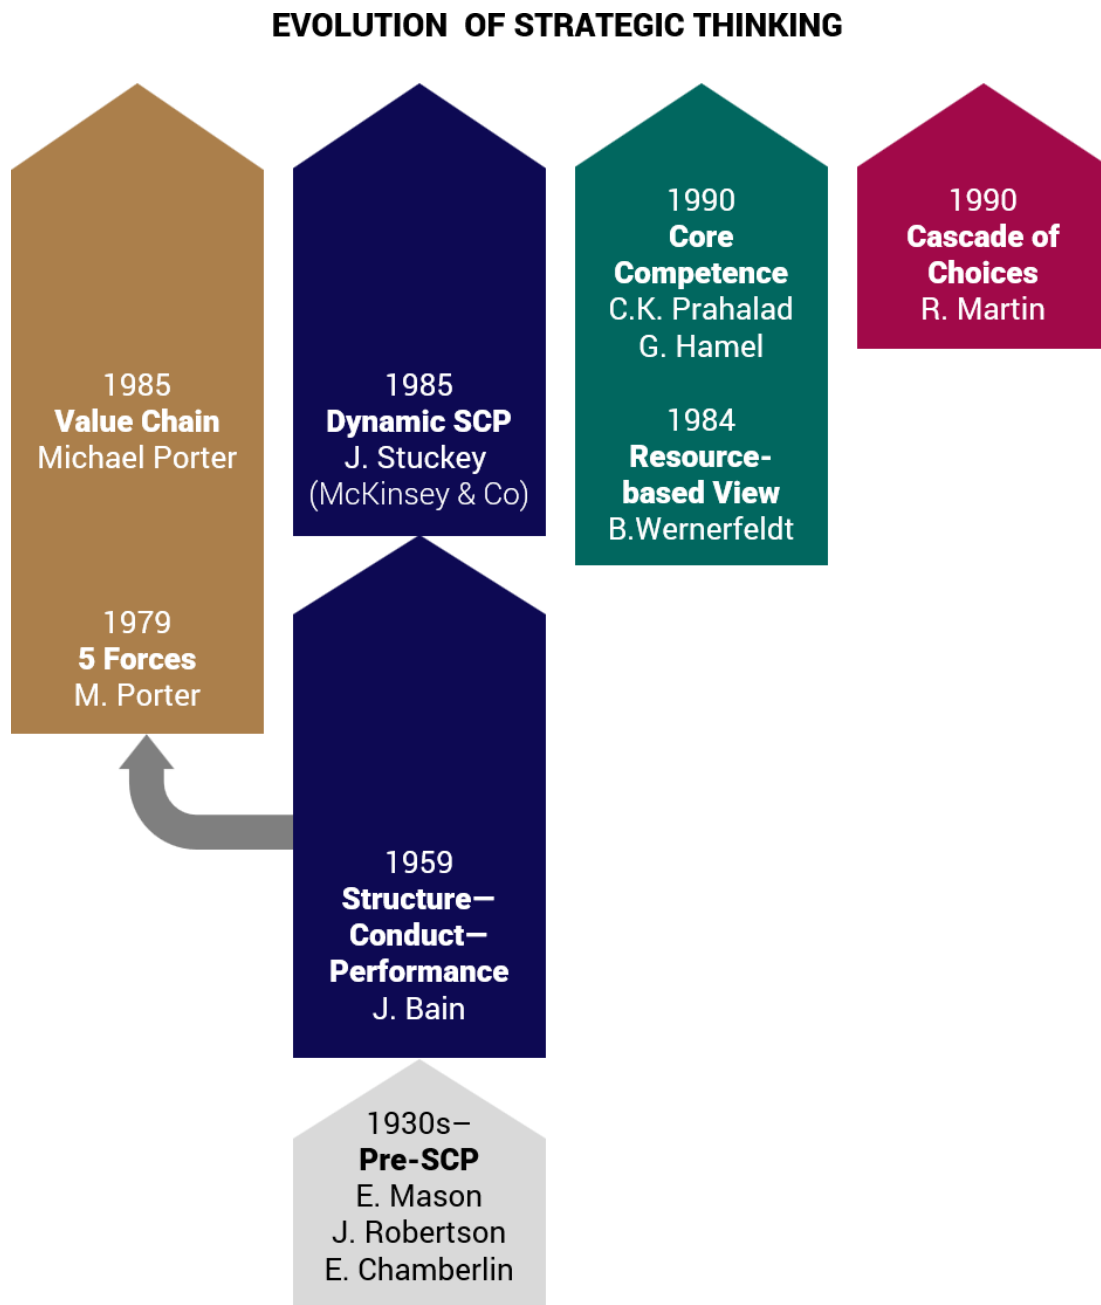 EVOLUTION OF STRATEGIC THINKING
1985
Value Chain
Michael Porter
1979
5 Forces
M. Porter
1985
Dynamic SCP
J. Stuckey
(McKinsey & Co)
1959
Structure—
Conduct—
Performance
J. Bain
1930s–
Pre-SCP
E. Mason
J. Robertson
E. Chamberlin
1990
Core
Competence
C.K. Prahalad
G. Hamel
1984
Resource-
based View
B.Wernerfeldt
1990
Cascade of
Choices
R. Martin